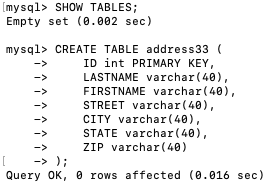 [mysql> SHOW TABLES;
Empty set (0.002 sec)
mysql> CREATE TABLE address33 (
-> ID int PRIMARY KEY,
-> LASTNAME varchar(40),
-> FIRSTNAME varchar(40),
-> STREET varchar(40),
-> CITY varchar(40),
-> STATE varchar(40),
-> ZIP varchar(40)
[ -> );
Query OK, 0 rows affected (0.016 sec)